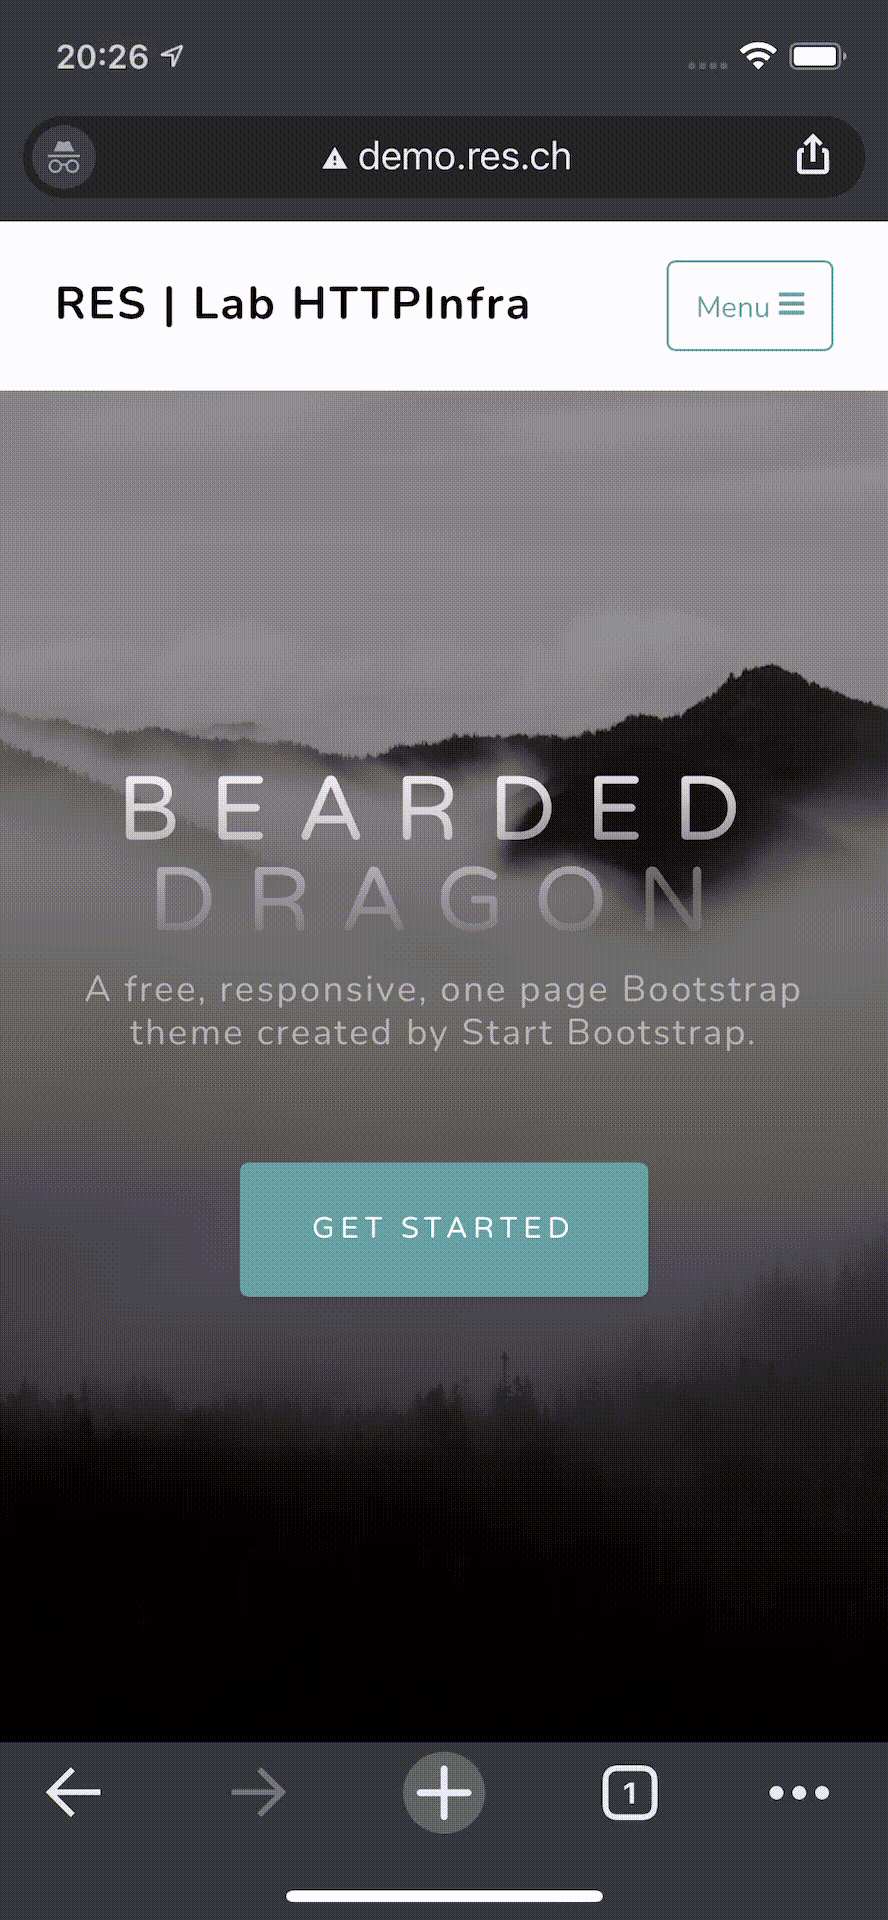 20:26
demo.res.ch
RES | Lab HTTPInfra
Menu
BEARDED
DRAGON
A free, responsive, one page Bootstrap
theme created by Start Bootstrap.
GET STARTED
1